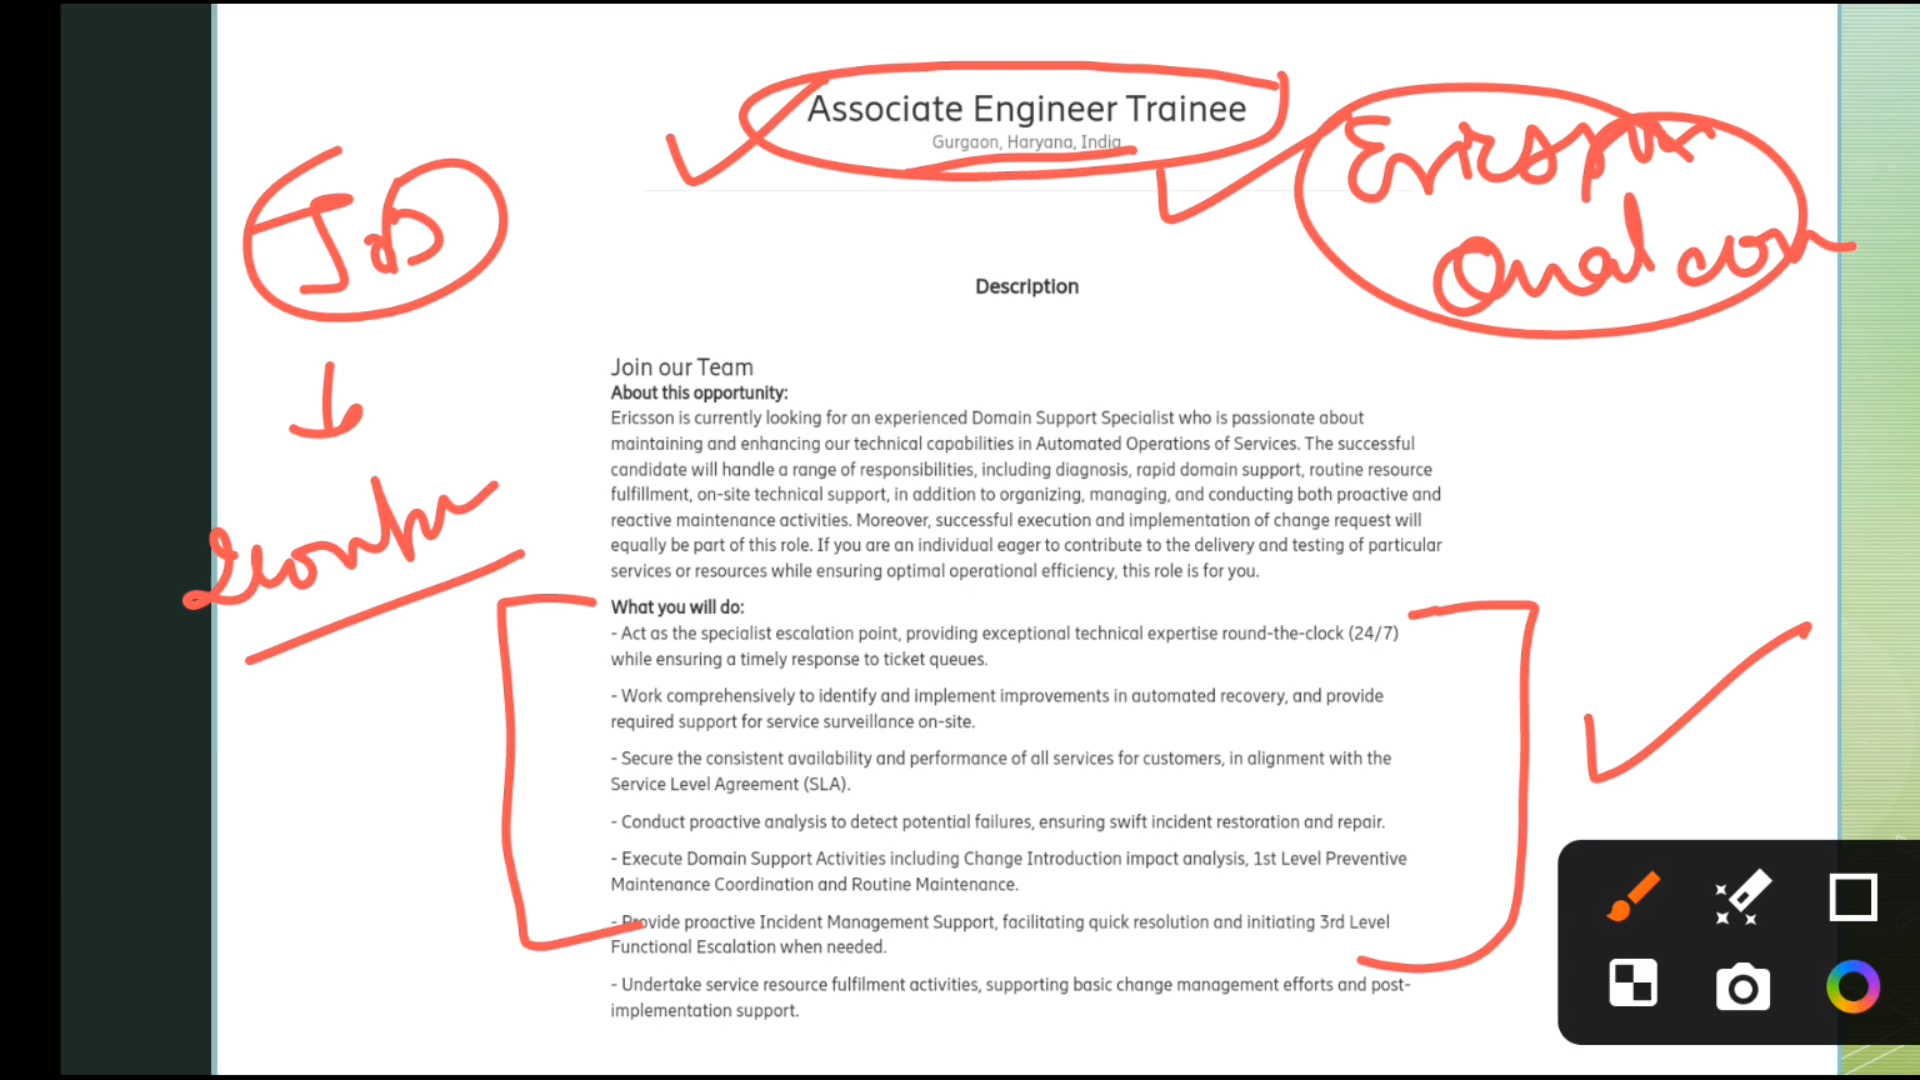 Associate Engineer Trainee
Gurgaon, Haryana, India
Description
Join our Team
About this opportunity:
Ericsson is currently looking for an experienced Domain Support Specialist who is passionate about
maintaining and enhancing our technical capabilities in Automated Operations of Services. The successful
candidate will handle a range of responsibilities, including diagnosis, rapid domain support, routine resource
fulfillment, on-site technical support, in addition to organizing, managing, and conducting both proactive and
reactive maintenance activities. Moreover, successful execution and implementation of change request will
equally be part of this role. If you are an individual eager to contribute to the delivery and testing of particular
services or resources while ensuring optimal operational efficiency, this role is for you.
What you will do:
- Act as the specialist escalation point, providing exceptional technical expertise round-the-clock (24/7)
while ensuring a timely response to ticket queues.
- Work comprehensively to identify and implement improvements in automated recovery, and provide
required support for service surveillance on-site.
- Secure the consistent availability and performance of all services for customers, in alignment with the
Service Level Agreement (SLA).
- Conduct proactive analysis to detect potential failures, ensuring swift incident restoration and repair.
- Execute Domain Support Activities including Change Introduction impact analysis, 1st Level Preventive
Maintenance Coordination and Routine Maintenance.
- Provide proactive Incident Management Support, facilitating quick resolution and initiating 3rd Level
Functional Escalation when needed.
- Undertake service resource fulfilment activities, supporting basic change management efforts and post-
implementation support.